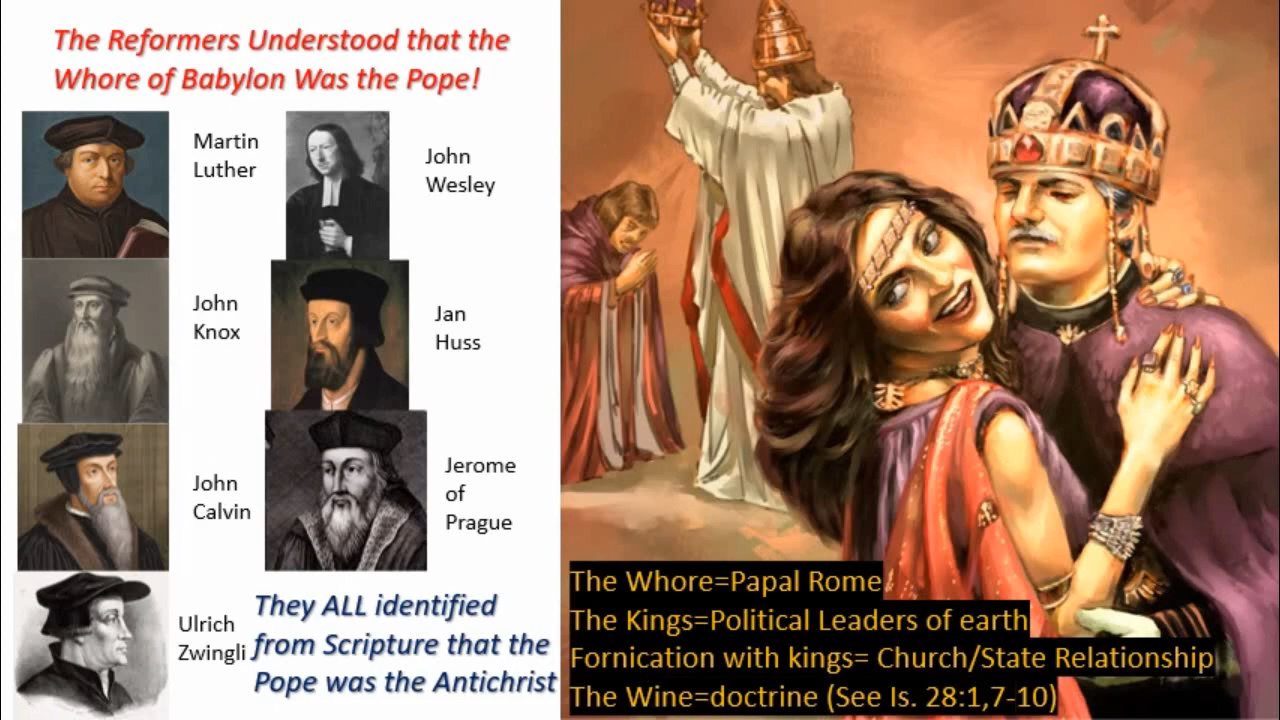 The Reformers Understood that the
Whore of Babylon Was the Pope!
Martin
Luther
John
Wesley
John
Knox
Jan
Huss
John
Calvin
Jerome
of
Prague
Ulrich
Zwingli
They ALL identified
from Scripture that the
Pope was the Antichrist
The Whore=Papal Rome
The Kings=Political Leaders of earth
Fornication with kings= Church/State Relationship
The Wine=doctrine (See Is. 28:1,7-10)